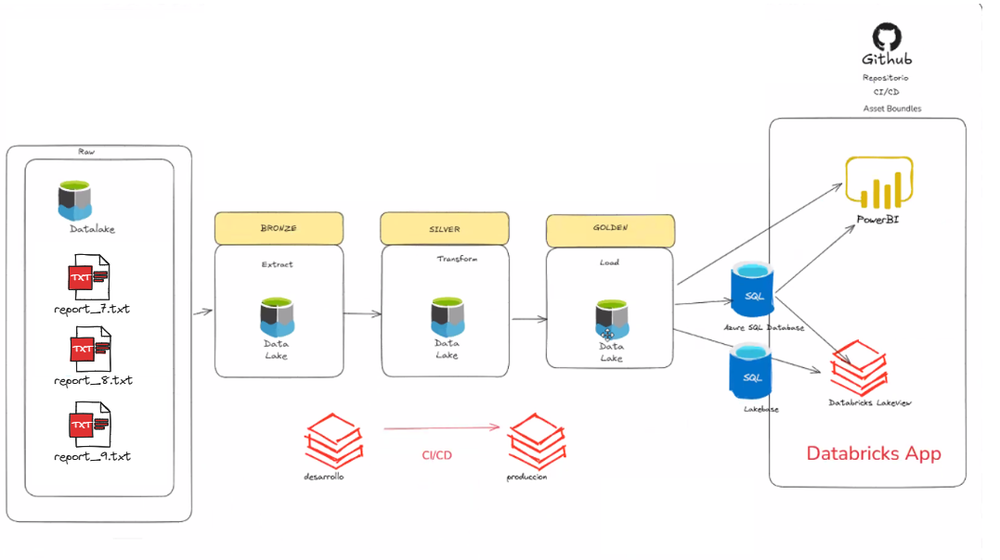 Github
Repositorio
CI/CD
Asset Boundles
Raw
Datalake
TXT
report_7.txt
TXT
report_8.txt
TXT
report_9.txt
BRONZE
Extract
Data
Lake
SILVER
Transform
Data
Lake
GOLDEN
Load
Data
Lake
SQL
Azure SQL Database
SQL
Lakebase
PowerBI
Databricks LakeView
Databricks App
desarrollo
CI/CD
produccion